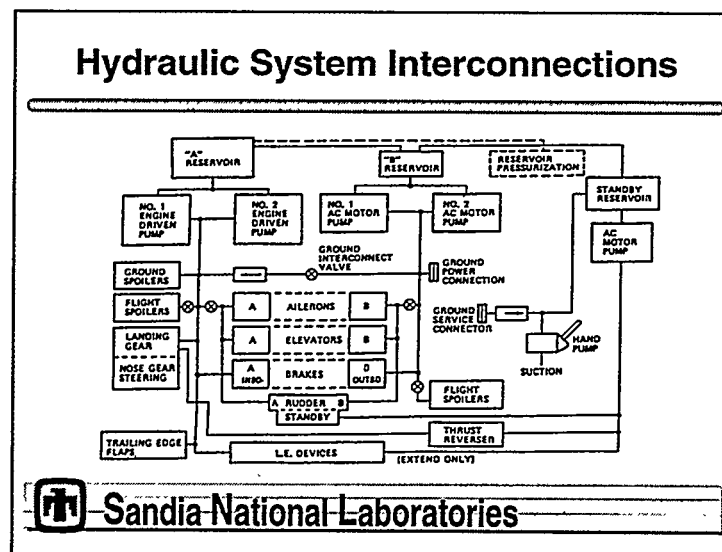 Hydraulic System Interconnections
"A"
RESERVOIR
"B"
RESERVOIR
RESERVOIR
PRESSURIZATION
STANDBY
RESERVOIR
NO. 1
ENGINE
DRIVEN
PUMP
NO. 2
ENGINE
DRIVEN
PUMP
NO. 1
AC MOTOR
PUMP
NO. 2
AC MOTOR
PUMP
AC
MOTOR
PUMP
GROUND
INTERCONNECT
VALVE
GROUND
SPOILERS
GROUND
POWER
CONNECTION
FLIGHT
SPOILERS
A
AILERONS
B
GROUND
SERVICE
CONNECTOR
LANDING
GEAR
NOSE GEAR
STEERING
A
ELEVATORS
B
HAND
PUMP
SUCTION
A
INBD
BRAKES
D
OUTBD
A RUDDER B
STANDBY
FLIGHT
SPOILERS
THRUST
REVERSER
TRAILING EDGE
FLAPS
L.E. DEVICES
(EXTEND ONLY)
Sandia National Laboratories